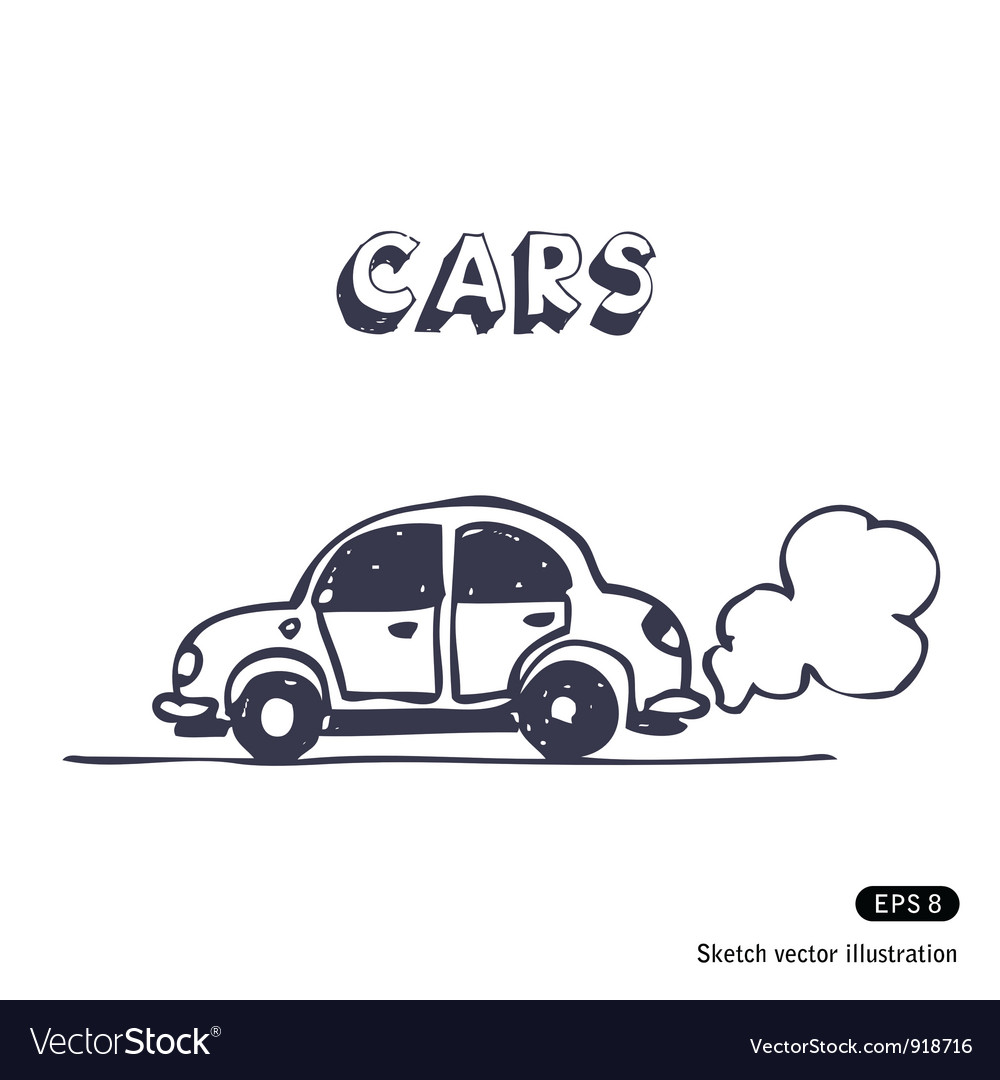 CARS
EPS 8
Sketch vector illustration
VectorStock®
VectorStock.com/918716